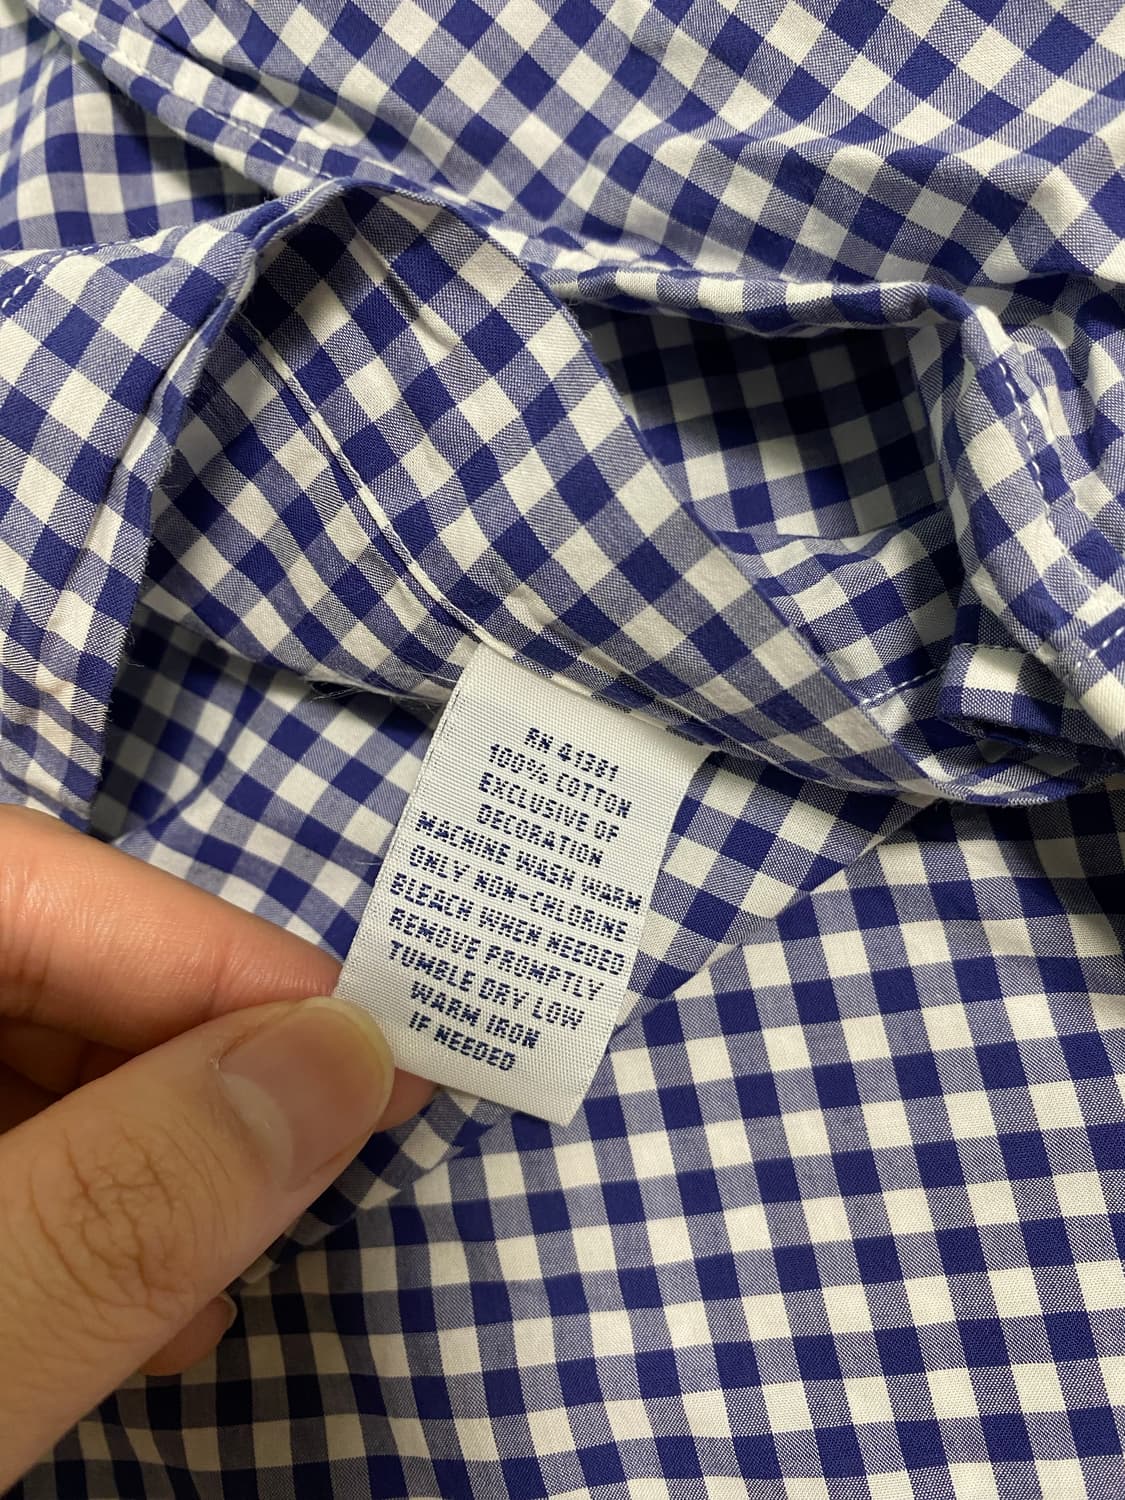 RN 41381
100% COTTON
EXCLUSIVE OF
DECORATION
MACHINE WASH WARM
ONLY NON-CHLORINE
BLEACH WHEN NEEDED
REMOVE PROMPTLY
TUMBLE DRY LOW
WARM IRON
IF NEEDED